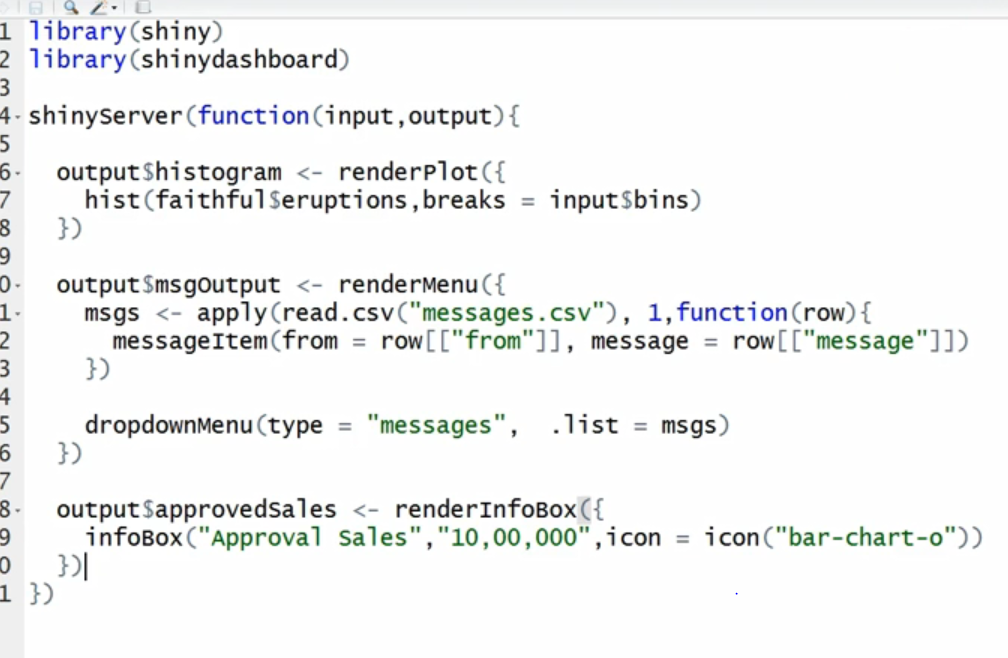 1 library(shiny)
2 library(shinydashboard)
3
4 shinyServer(function(input,output){
5
6   output$histogram <- renderPlot({
7     hist(faithful$eruptions,breaks = input$bins)
8   })
9
0   output$msgOutput <- renderMenu({
1     msgs <- apply(read.csv("messages.csv"), 1,function(row){
2       messageItem(from = row[["from"]], message = row[["message"]])
3     })
4
5     dropdownMenu(type = "messages",  .list = msgs)
6   })
7
8   output$approvedSales <- renderInfoBox({
9     infoBox("Approval Sales","10,00,000",icon = icon("bar-chart-o"))
0   })
1 })